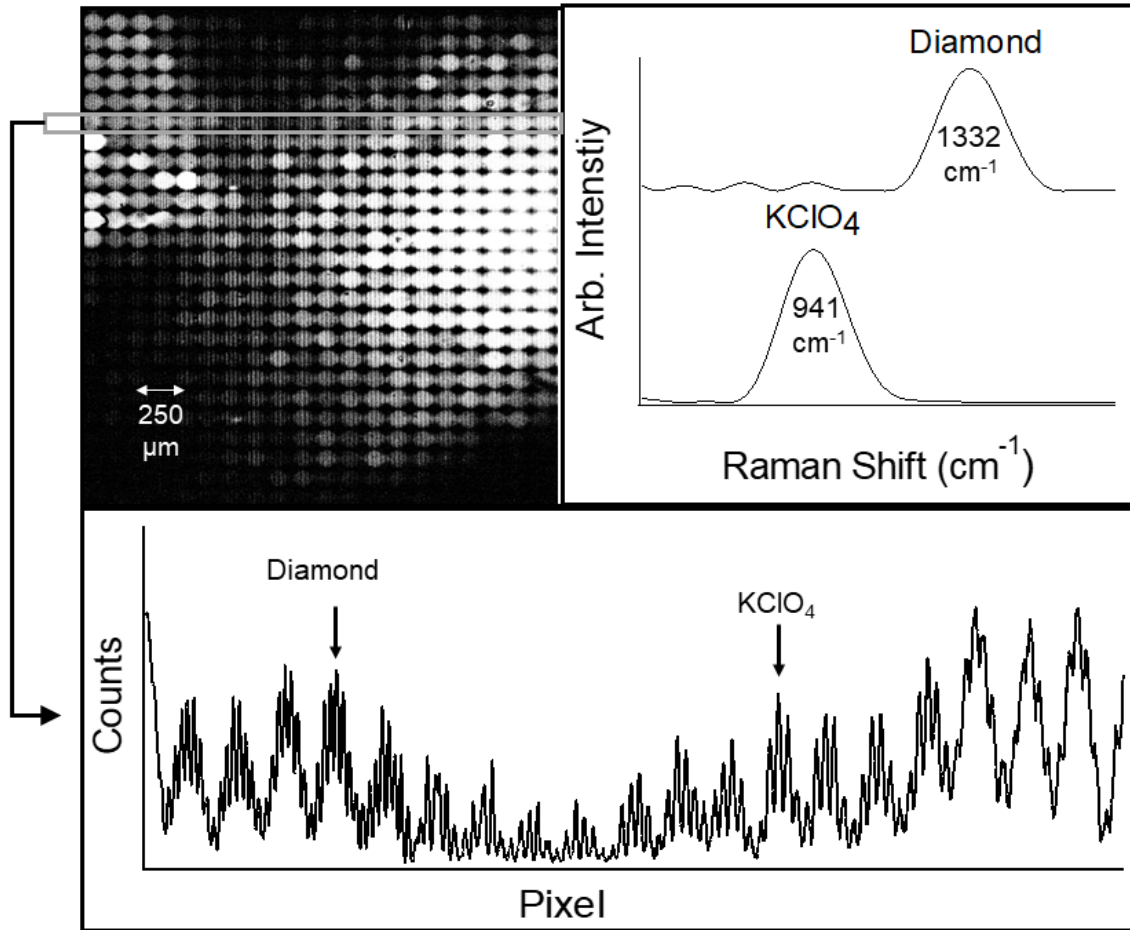 250
µm
Diamond
1332
cm⁻¹
KClO₄
941
cm⁻¹
Arb. Intenstiy
Raman Shift (cm⁻¹)
Diamond
KClO₄
Counts
Pixel